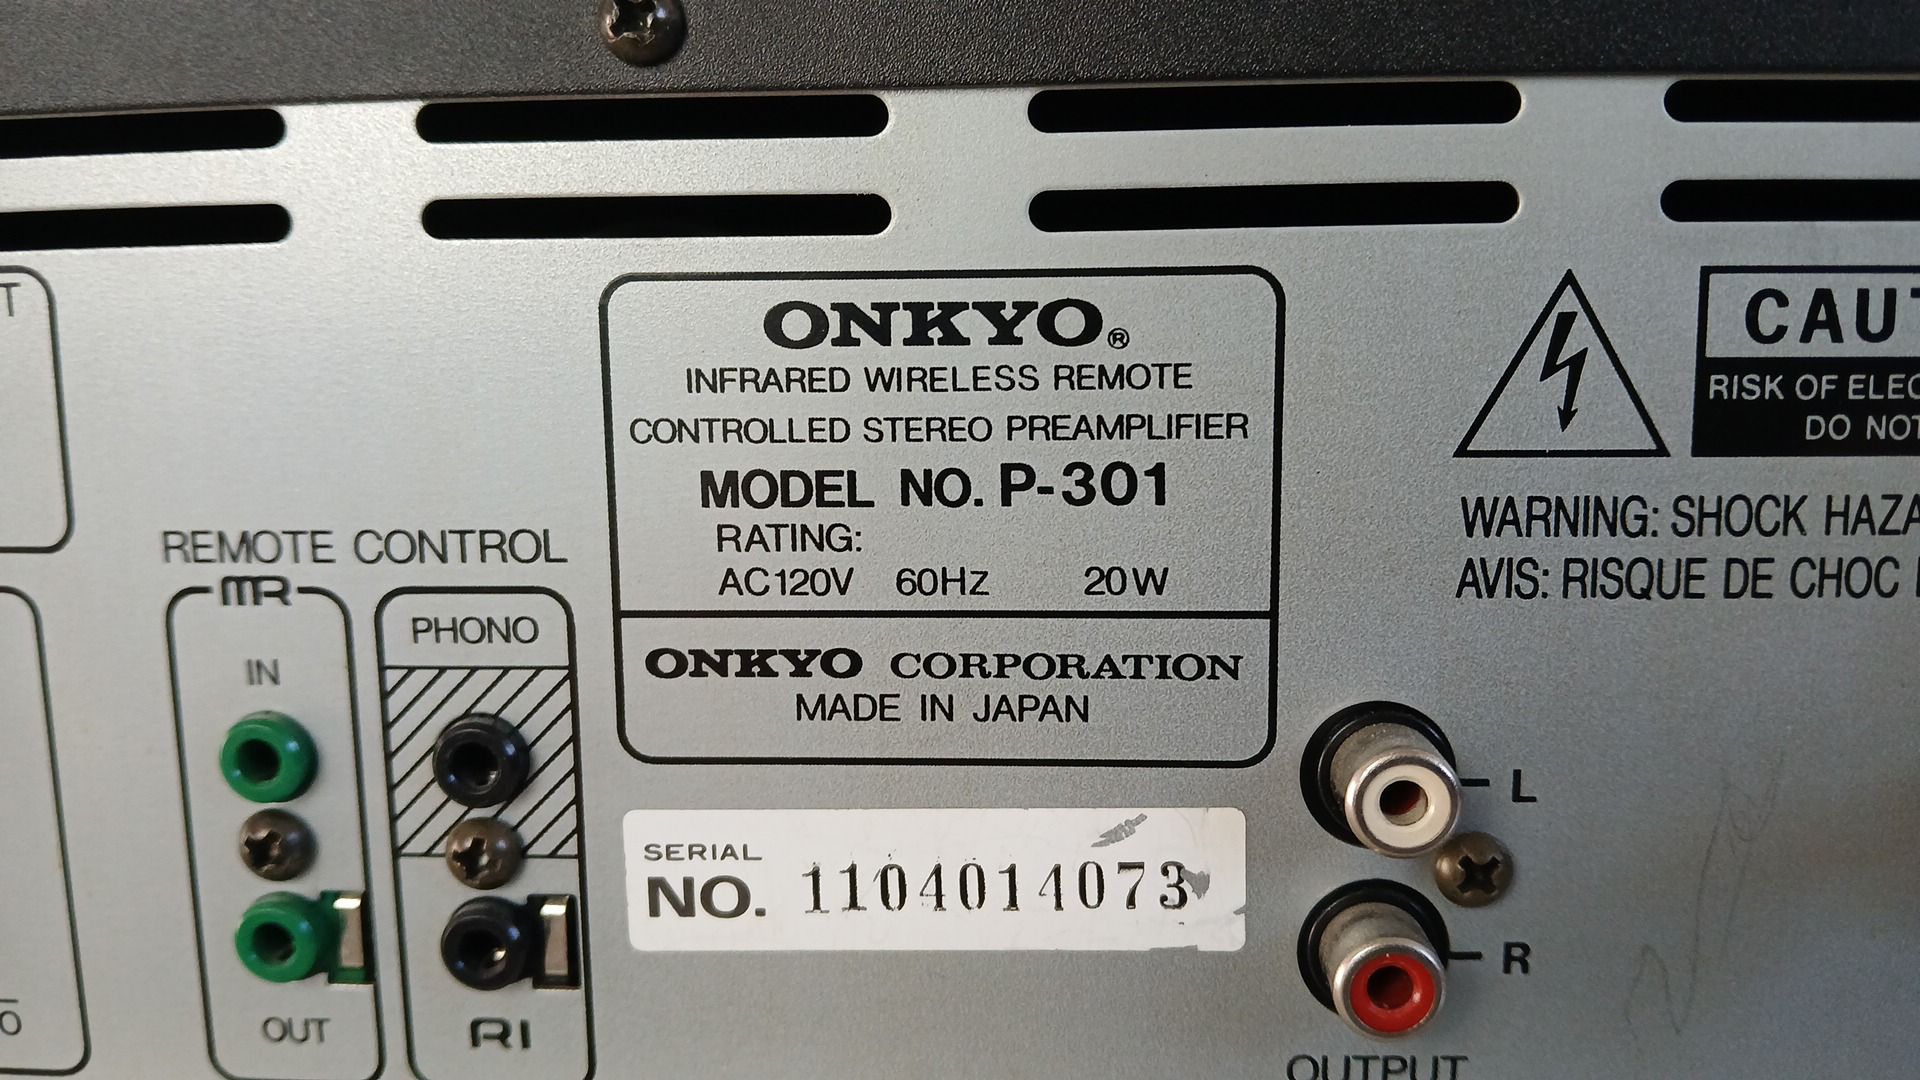 T
ONKYO®
INFRARED WIRELESS REMOTE
CONTROLLED STEREO PREAMPLIFIER
MODEL NO. P-301
RATING:
AC120V 60Hz 20W
ONKYO CORPORATION
MADE IN JAPAN
SERIAL
NO. 1104014073
REMOTE CONTROL
mR
IN
OUT
PHONO
RI
CAUT
RISK OF ELEC
DO NOT
WARNING: SHOCK HAZA
AVIS: RISQUE DE CHOC
L
R
OUTPUT